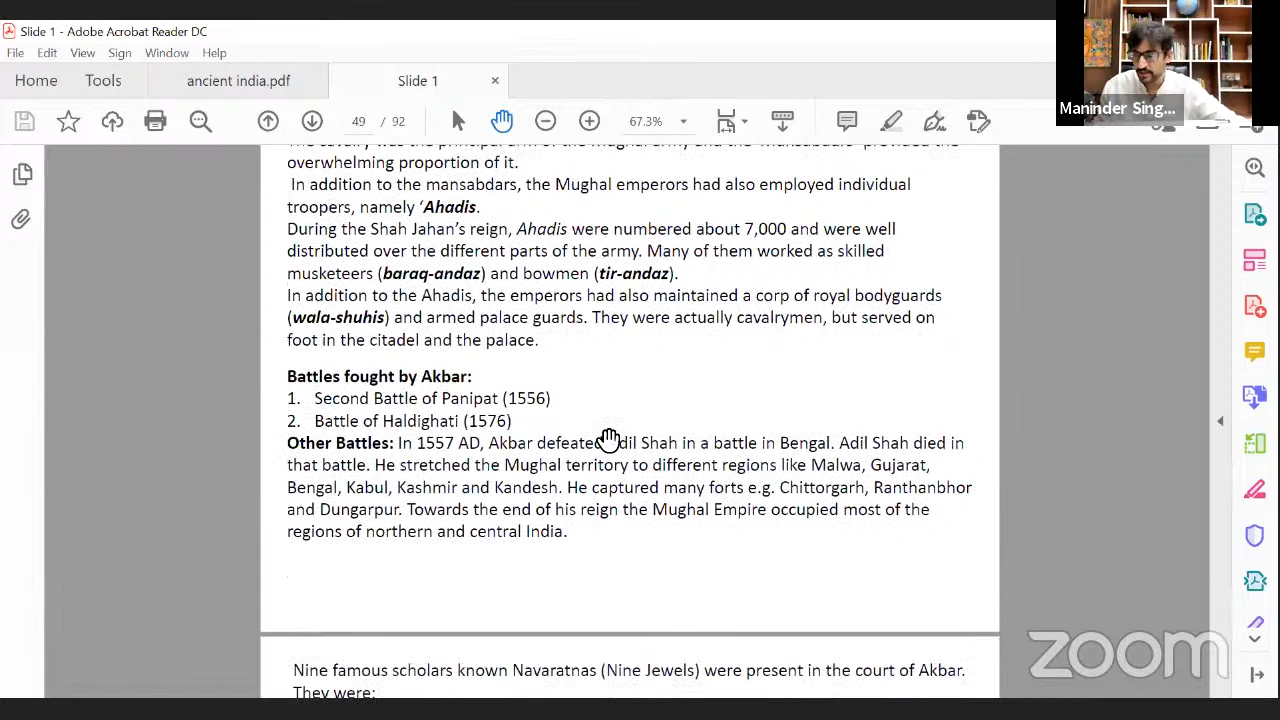 Slide 1 - Adobe Acrobat Reader DC
File Edit View Sign Window Help
Home Tools ancient india.pdf Slide 1
49 / 92 67.3%
Maninder Sing...
overwhelming proportion of it.
In addition to the mansabdars, the Mughal emperors had also employed individual
troopers, namely ‘Ahadis.
During the Shah Jahan’s reign, Ahadis were numbered about 7,000 and were well
distributed over the different parts of the army. Many of them worked as skilled
musketeers (baraq-andaz) and bowmen (tir-andaz).
In addition to the Ahadis, the emperors had also maintained a corp of royal bodyguards
(wala-shuhis) and armed palace guards. They were actually cavalrymen, but served on
foot in the citadel and the palace.
Battles fought by Akbar:
1. Second Battle of Panipat (1556)
2. Battle of Haldighati (1576)
Other Battles: In 1557 AD, Akbar defeated Adil Shah in a battle in Bengal. Adil Shah died in
that battle. He stretched the Mughal territory to different regions like Malwa, Gujarat,
Bengal, Kabul, Kashmir and Kandesh. He captured many forts e.g. Chittorgarh, Ranthanbhor
and Dungarpur. Towards the end of his reign the Mughal Empire occupied most of the
regions of northern and central India.
Nine famous scholars known Navaratnas (Nine Jewels) were present in the court of Akbar.
They were:
zoom